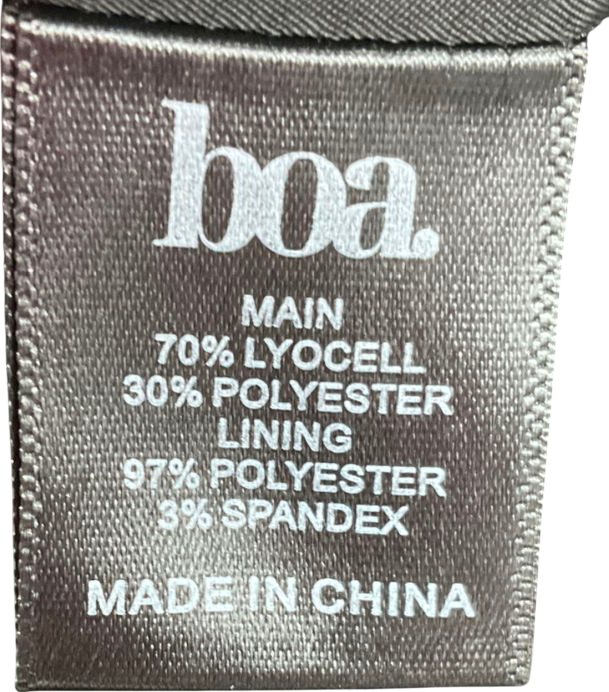 boa.
MAIN
70% LYOCELL
30% POLYESTER
LINING
97% POLYESTER
3% SPANDEX
MADE IN CHINA